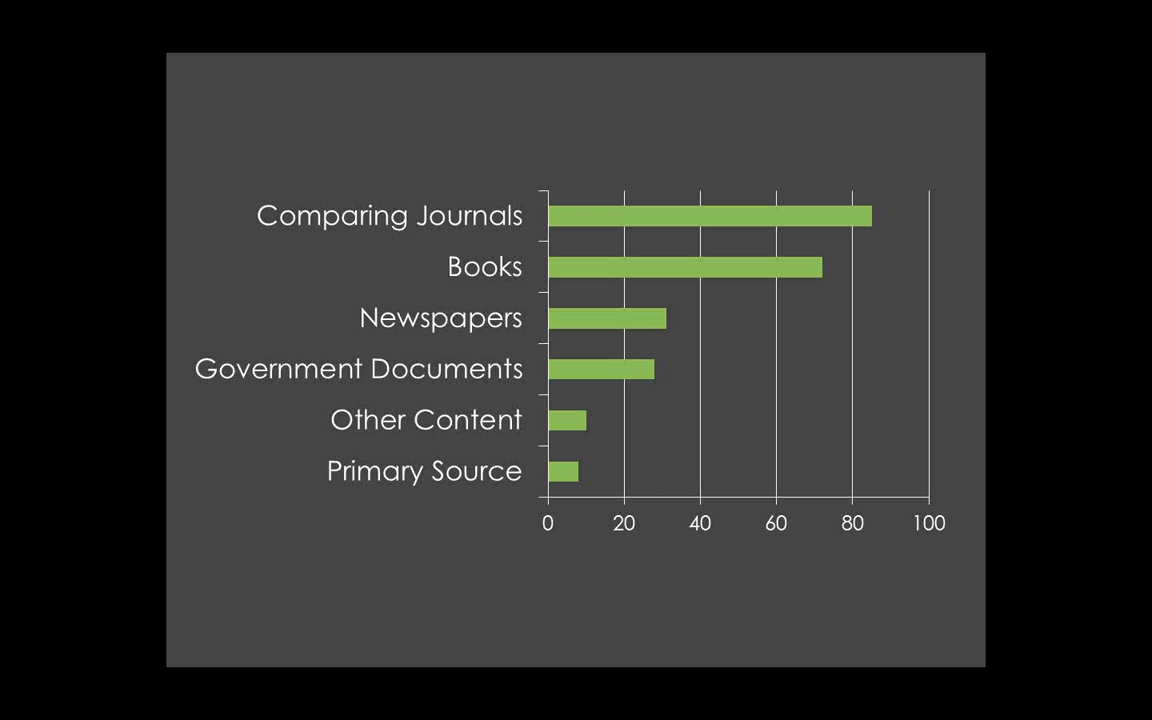 Comparing Journals
Books
Newspapers
Government Documents
Other Content
Primary Source
0 20 40 60 80 100